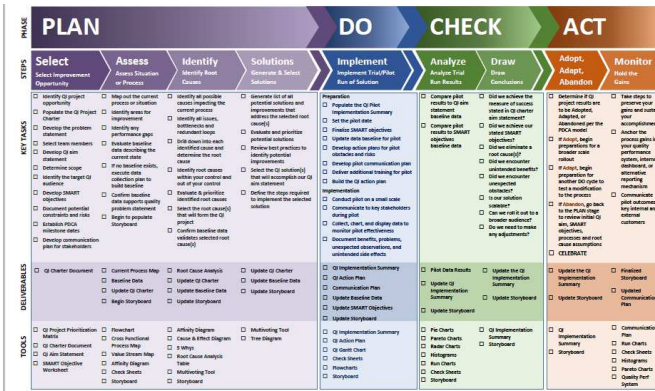 PHASE
PLAN
DO
CHECK
ACT
STEPS
Select
Select Improvement
Opportunity
Assess
Assess Situation
or Process
Identify
Identify Root
Causes
Solutions
Generate & Select
Solutions
Implement
Implement Trial/Pilot
Run of Solution
Analyze
Analyze Trial
Run Results
Draw
Draw
Conclusions
Adopt,
Adapt,
Abandon
Monitor
Hold the
Gains
KEY TASKS
Identify QI project
opportunity
Populate the QI Project
Charter
Develop the problem
statement
Select team members
Develop QI aim
statement
Determine scope
Identify the target QI
audience
Develop SMART
objectives
Document potential
constraints and risks
Establish PDCA
milestone dates
Develop communication
plan for stakeholders
Map out the current
process or situation
Identify areas for
improvement
Identify any
performance gaps
Evaluate baseline
data describing the
current state
If no baseline exists,
execute data
collection plan to
build baseline
Confirm baseline
data supports quality
problem statement
Begin to populate
Storyboard
Identify all possible
causes impacting the
current process
Identify all issues,
bottlenecks and
redundant loops
Drill down into each
identified cause and
determine the root
cause
Identify root causes
within your control and
out of your control
Evaluate & prioritize
identified root causes
Select the root cause(s)
that will form the QI
project
Confirm baseline data
validates selected root
cause(s)
Generate list of all
potential solutions and
improvements that
address the selected
root cause(s)
Evaluate and prioritize
potential solutions
Review best practices to
identify potential
improvements
Select the QI solution(s)
that will accomplish our QI
aim statement
Define the steps required
to implement the selected
solution
Preparation
Populate the QI Pilot
Implementation Summary
Set the pilot date
Finalize SMART objectives
Update data baseline for pilot
Develop action plans for pilot
obstacles and risks
Develop pilot communication plan
Deliver additional training for pilot
Build the QI action plan
Implementation
Conduct pilot on a small scale
Communicate to key stakeholders
during pilot
Collect, chart, and display data to
monitor pilot effectiveness
Document benefits, problems,
unexpected observations, and
unintended side effects
Compare pilot
results to QI aim
statement
baseline data
Compare pilot
results to SMART
objectives
baseline data
Did we achieve the
measure of success
stated in QI charter
aim statement?
Did we achieve our
stated SMART
objectives?
Did we eliminate a
root cause(s)?
Did we encounter
unintended benefits?
Did we encounter
unexpected
obstacles?
Is our solution
scalable?
Can we roll it out to a
broader audience?
Do we need to make
any adjustments?
Determine if QI
project results are
to be Adopted,
Adapted, or
Abandoned per the
PDCA model
If Adopt, begin
preparations for a
broader scale
rollout
If Adapt, begin
preparation for
another DO cycle to
test a modification
to the process
If Abandon, go back
to the PLAN stage
to review initial QI
aim, SMART
objectives,
processes and root
cause assumptions
CELEBRATE
Take steps to
preserve your
gains and
your
Anchor the
process gains in
your quality
performance
system,
dashboard, or
alternative
reporting
mechanism
Communicate
pilot outcomes
key internal and
external
customers
DELIVERABLES
QI Charter Document
Current Process Map
Baseline Data
Update QI Charter
Begin Storyboard
Root Cause Analysis
Update QI Charter
Update Baseline Data
Update Storyboard
Update QI Charter
Update Baseline Data
Update Storyboard
QI Implementation Summary
QI Action Plan
Communication Plan
Update Baseline Data
Update SMART Objectives
Update Storyboard
Pilot Data Results
Update QI
Implementation
Summary
Update Storyboard
Update the QI
Implementation
Summary
Update Storyboard
Update the QI
Implementation
Summary
Update Storyboard
Finalized
Storyboard
Updated
Communication
Plan
TOOLS
QI Project Prioritization
Matrix
QI Charter Document
QI Aim Statement
SMART Objective
Worksheet
Flowchart
Cross Functional
Process Map
Value Stream Map
Affinity Diagram
Check Sheets
Storyboard
Affinity Diagram
Cause & Effect Diagram
5 Whys
Root Cause Analysis
Table
Multivoting Tool
Storyboard
Multivoting Tool
Tree Diagram
QI Implementation Summary
QI Action Plan
QI Gantt Chart
Check Sheets
Flowcharts
Storyboard
Pie Charts
Pareto Charts
Radar Charts
Histograms
Run Charts
Check Sheets
Storyboard
QI Implementation
Summary
Storyboard
QI
Implementation
Summary
Storyboard
Communication
Plan
Run Charts
Check Sheets
Histograms
Pie Charts
Pareto Charts
Quality Perf
System